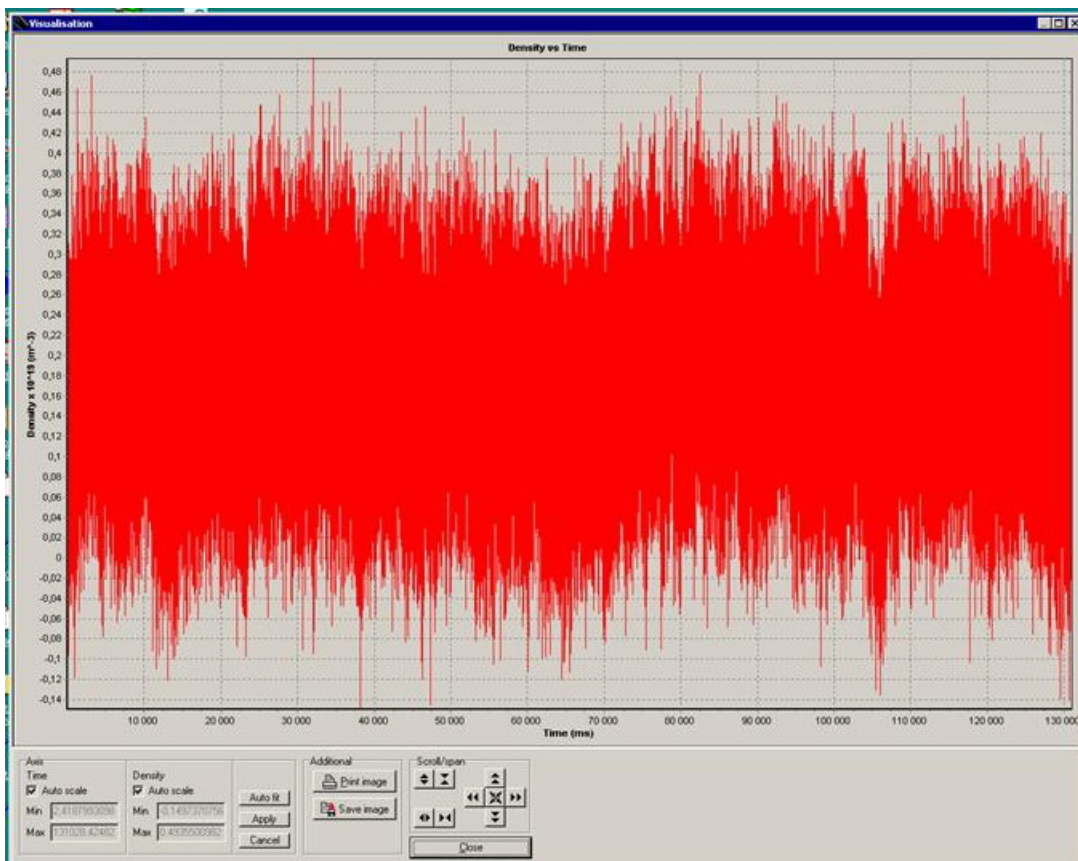 Visualisation
Density vs Time
0,48
0,46
0,44
0,42
0,4
0,38
0,36
0,34
0,32
0,3
0,28
0,26
0,24
0,22
0,2
0,18
0,16
0,14
0,12
0,1
0,08
0,06
0,04
0,02
0
-0,02
-0,04
-0,06
-0,08
-0,1
-0,12
-0,14
Density x 10^19 (m^-3)
10 000 20 000 30 000 40 000 50 000 60 000 70 000 80 000 90 000 100 000 110 000 120 000 130 000
Time (ms)
Axis
Time
Auto scale
Min
Max 131028.42482
Density
Auto scale
Min -0.1497370756
Max 0.4935500982
Auto fit
Apply
Cancel
Additional
Print image
Save image
Scroll/span
Close